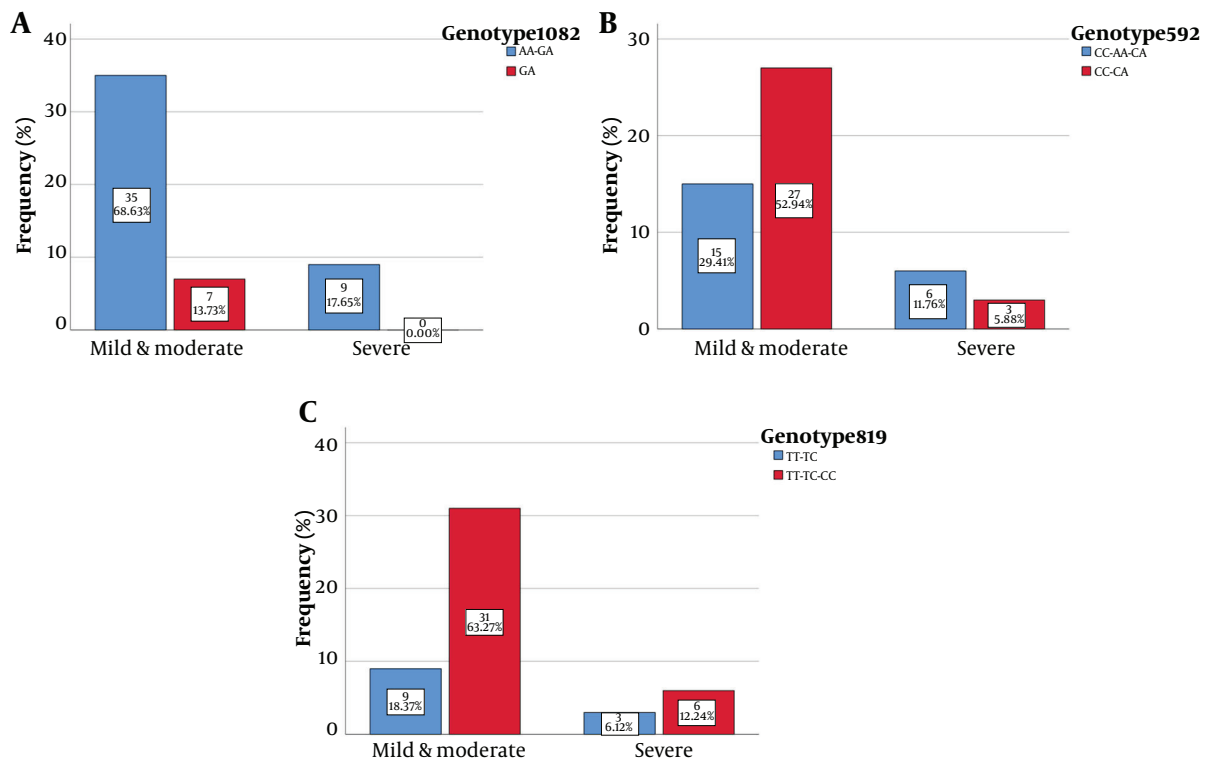 A
Genotype1082
AA-GA
GA
Frequency (%)
40
30
20
10
0
35
68.63%
7
13.73%
9
17.65%
0
0.00%
Mild & moderate
Severe
B
Genotype592
CC-AA-CA
CC-CA
Frequency (%)
30
20
10
0
15
29.41%
27
52.94%
6
11.76%
3
5.88%
Mild & moderate
Severe
C
Genotype819
TT-TC
TT-TC-CC
Frequency (%)
40
30
20
10
0
9
18.37%
31
63.27%
3
6.12%
6
12.24%
Mild & moderate
Severe